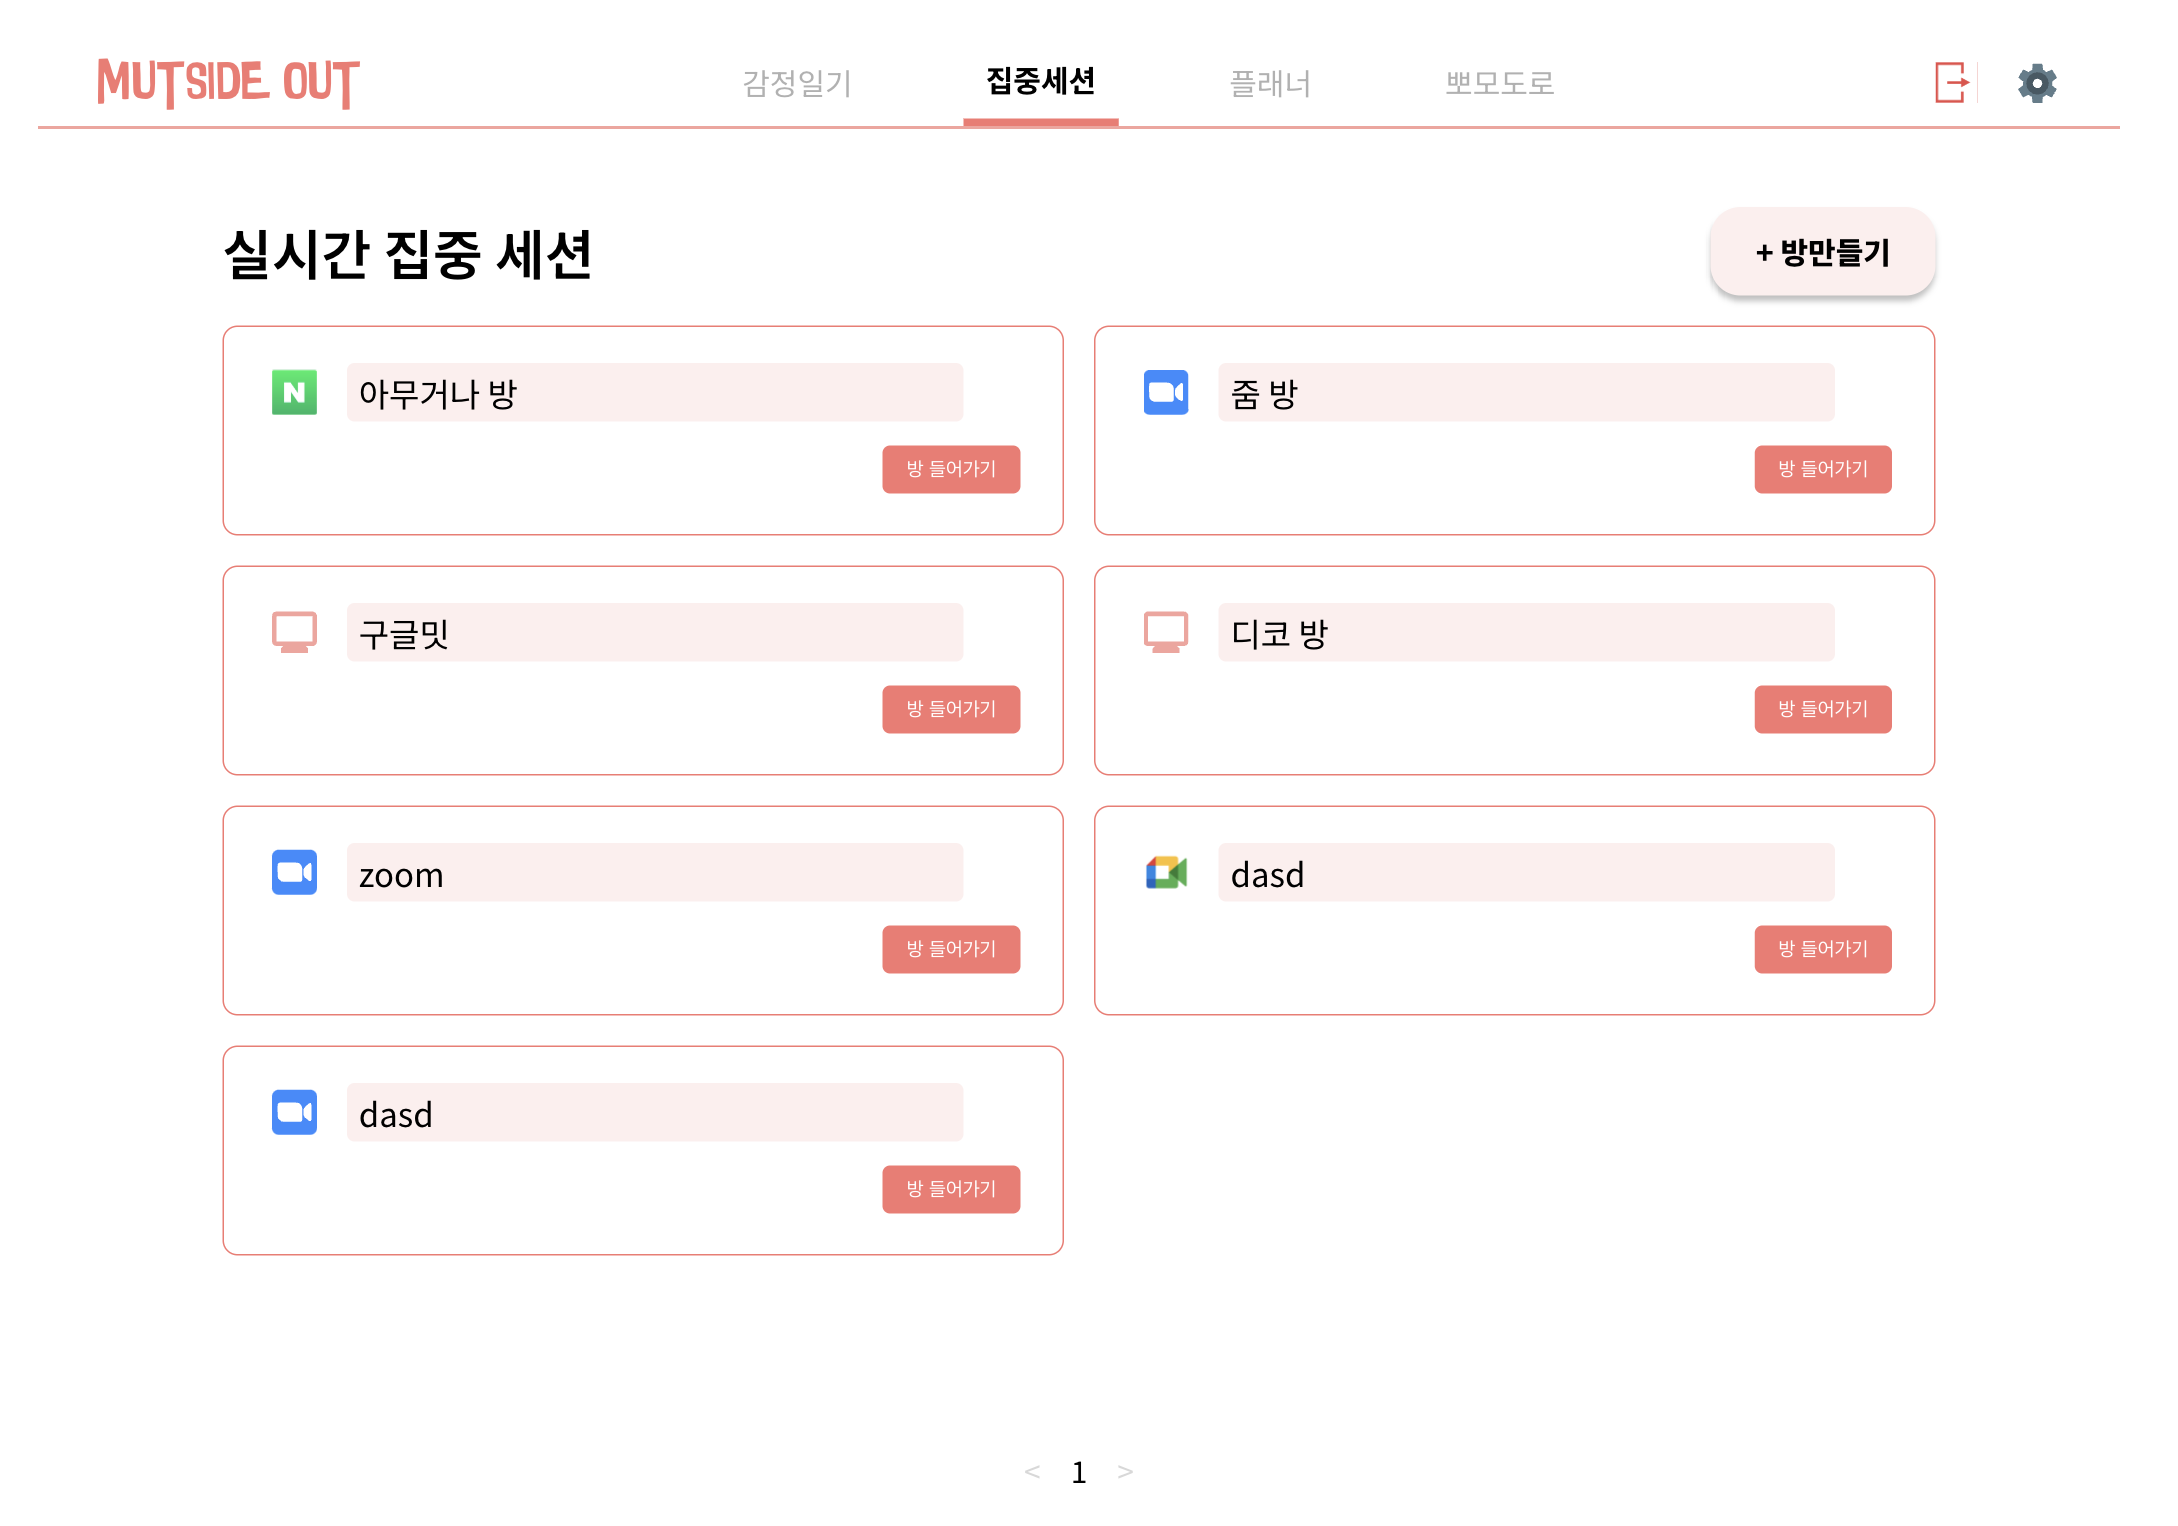 MUTSIDE OUT
감정일기 집중세션 플래너 뽀모도로
실시간 집중 세션
+ 방만들기
N 아무거나 방
방 들어가기
줌 방
방 들어가기
구글밋
방 들어가기
디코 방
방 들어가기
zoom
방 들어가기
dasd
방 들어가기
dasd
방 들어가기
< 1 >